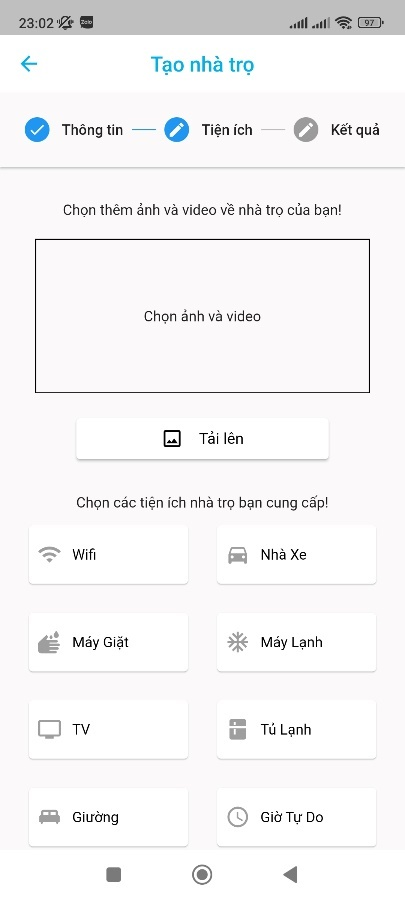 23:02 Zalo 97
Tạo nhà trọ
Thông tin Tiện ích Kết quả
Chọn thêm ảnh và video về nhà trọ của bạn!
Chọn ảnh và video
Tải lên
Chọn các tiện ích nhà trọ bạn cung cấp!
Wifi Nhà Xe
Máy Giặt Máy Lạnh
TV Tủ Lạnh
Giường Giờ Tự Do